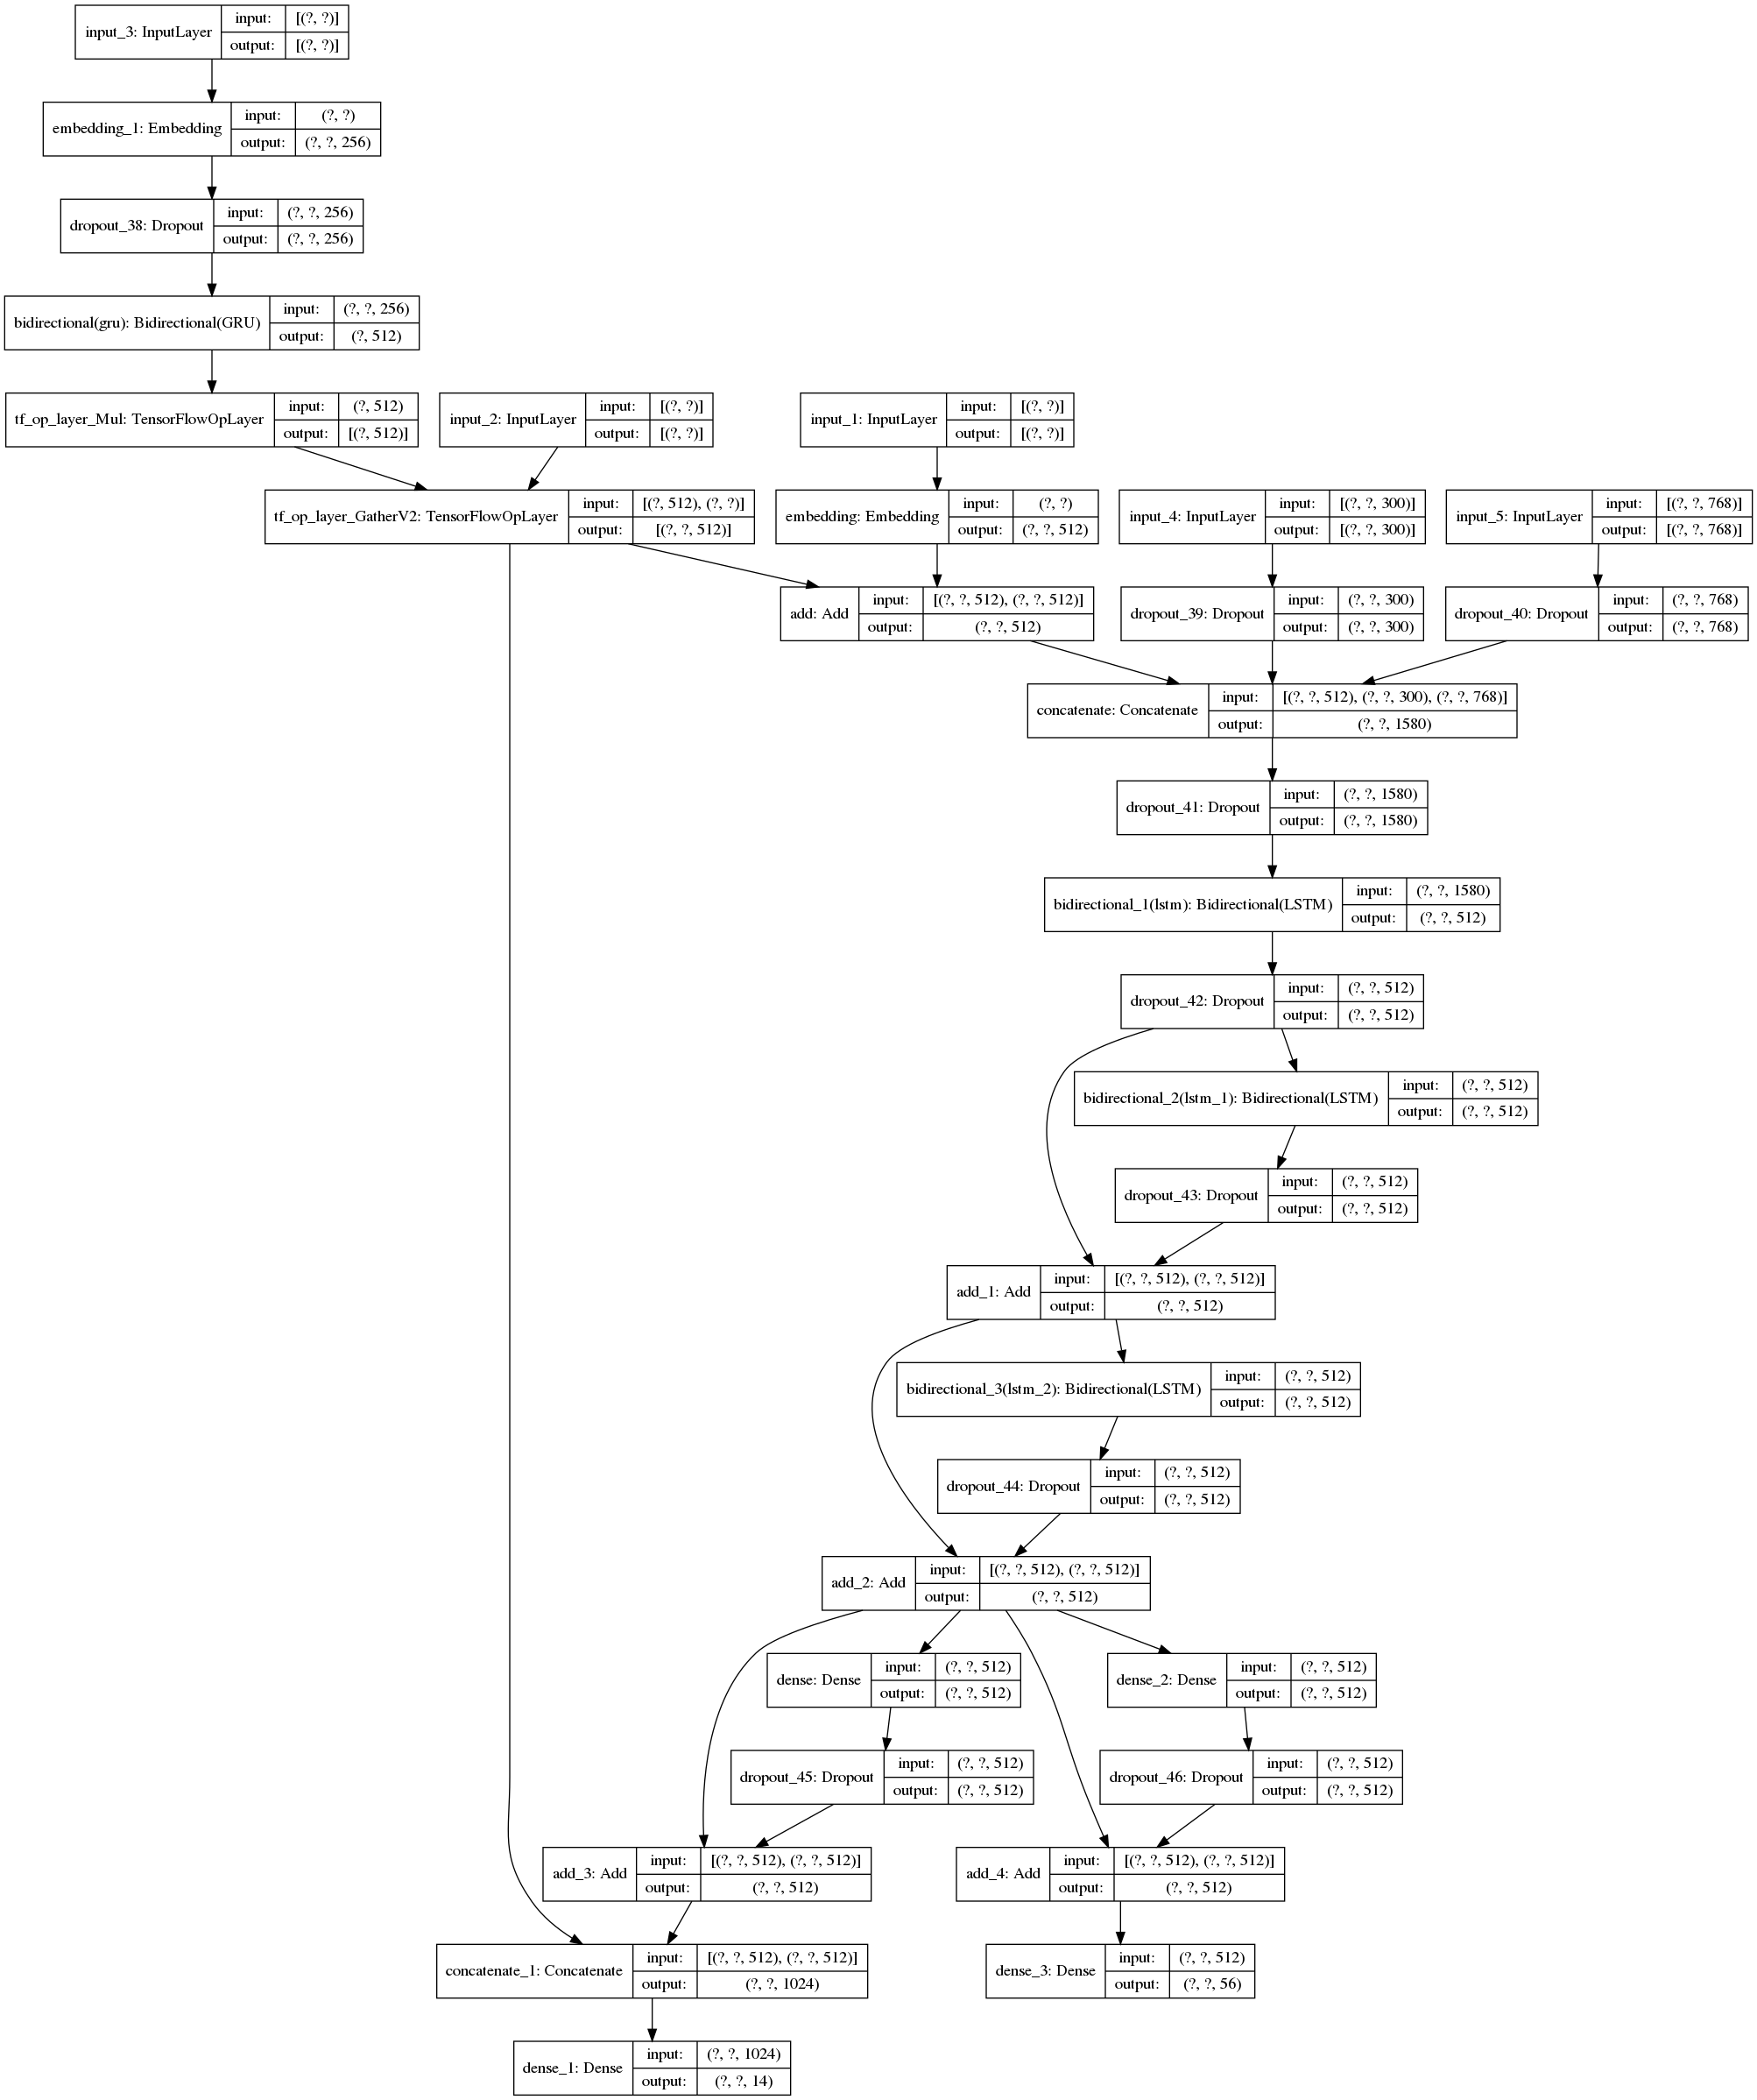 input_3: InputLayer
input: [(?, ?)]
output: [(?, ?)]
embedding_1: Embedding
input: (?, ?)
output: (?, ?, 256)
dropout_38: Dropout
input: (?, ?, 256)
output: (?, ?, 256)
bidirectional(gru): Bidirectional(GRU)
input: (?, ?, 256)
output: (?, 512)
tf_op_layer_Mul: TensorFlowOpLayer
input: (?, 512)
output: [(?, 512)]
input_2: InputLayer
input: [(?, ?)]
output: [(?, ?)]
input_1: InputLayer
input: [(?, ?)]
output: [(?, ?)]
tf_op_layer_GatherV2: TensorFlowOpLayer
input: [(?, 512), (?, ?)]
output: [(?, ?, 512)]
embedding: Embedding
input: (?, ?)
output: (?, ?, 512)
input_4: InputLayer
input: [(?, ?, 300)]
output: [(?, ?, 300)]
input_5: InputLayer
input: [(?, ?, 768)]
output: [(?, ?, 768)]
add: Add
input: [(?, ?, 512), (?, ?, 512)]
output: (?, ?, 512)
dropout_39: Dropout
input: (?, ?, 300)
output: (?, ?, 300)
dropout_40: Dropout
input: (?, ?, 768)
output: (?, ?, 768)
concatenate: Concatenate
input: [(?, ?, 512), (?, ?, 300), (?, ?, 768)]
output: (?, ?, 1580)
dropout_41: Dropout
input: (?, ?, 1580)
output: (?, ?, 1580)
bidirectional_1(lstm): Bidirectional(LSTM)
input: (?, ?, 1580)
output: (?, ?, 512)
dropout_42: Dropout
input: (?, ?, 512)
output: (?, ?, 512)
bidirectional_2(lstm_1): Bidirectional(LSTM)
input: (?, ?, 512)
output: (?, ?, 512)
dropout_43: Dropout
input: (?, ?, 512)
output: (?, ?, 512)
add_1: Add
input: [(?, ?, 512), (?, ?, 512)]
output: (?, ?, 512)
bidirectional_3(lstm_2): Bidirectional(LSTM)
input: (?, ?, 512)
output: (?, ?, 512)
dropout_44: Dropout
input: (?, ?, 512)
output: (?, ?, 512)
add_2: Add
input: [(?, ?, 512), (?, ?, 512)]
output: (?, ?, 512)
dense: Dense
input: (?, ?, 512)
output: (?, ?, 512)
dense_2: Dense
input: (?, ?, 512)
output: (?, ?, 512)
dropout_45: Dropout
input: (?, ?, 512)
output: (?, ?, 512)
dropout_46: Dropout
input: (?, ?, 512)
output: (?, ?, 512)
add_3: Add
input: [(?, ?, 512), (?, ?, 512)]
output: (?, ?, 512)
add_4: Add
input: [(?, ?, 512), (?, ?, 512)]
output: (?, ?, 512)
concatenate_1: Concatenate
input: [(?, ?, 512), (?, ?, 512)]
output: (?, ?, 1024)
dense_3: Dense
input: (?, ?, 512)
output: (?, ?, 56)
dense_1: Dense
input: (?, ?, 1024)
output: (?, ?, 14)